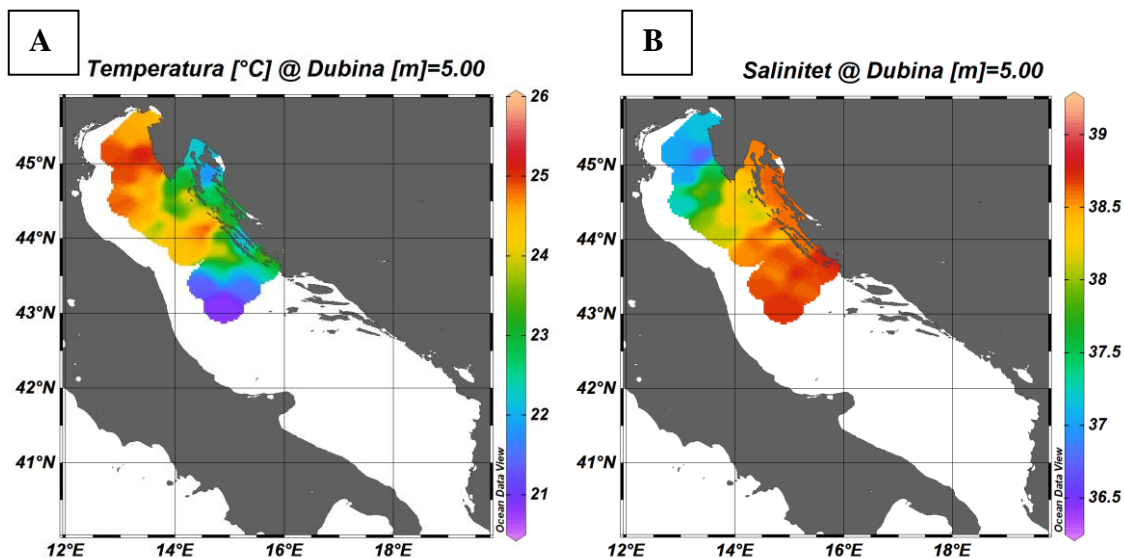 A
Temperatura [°C] @ Dubina [m]=5.00
45°N
44°N
43°N
42°N
41°N
12°E
14°E
16°E
18°E
26
25
24
23
22
21
Ocean Data View
B
Salinitet @ Dubina [m]=5.00
45°N
44°N
43°N
42°N
41°N
12°E
14°E
16°E
18°E
39
38.5
38
37.5
37
36.5
Ocean Data View